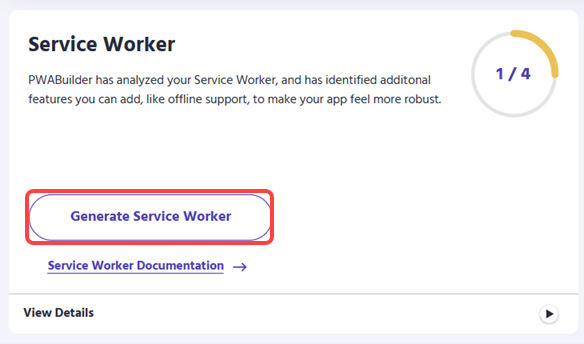 Service Worker
PWABuilder has analyzed your Service Worker, and has identified additonal
features you can add, like offline support, to make your app feel more robust.
1 / 4
Generate Service Worker
Service Worker Documentation
View Details